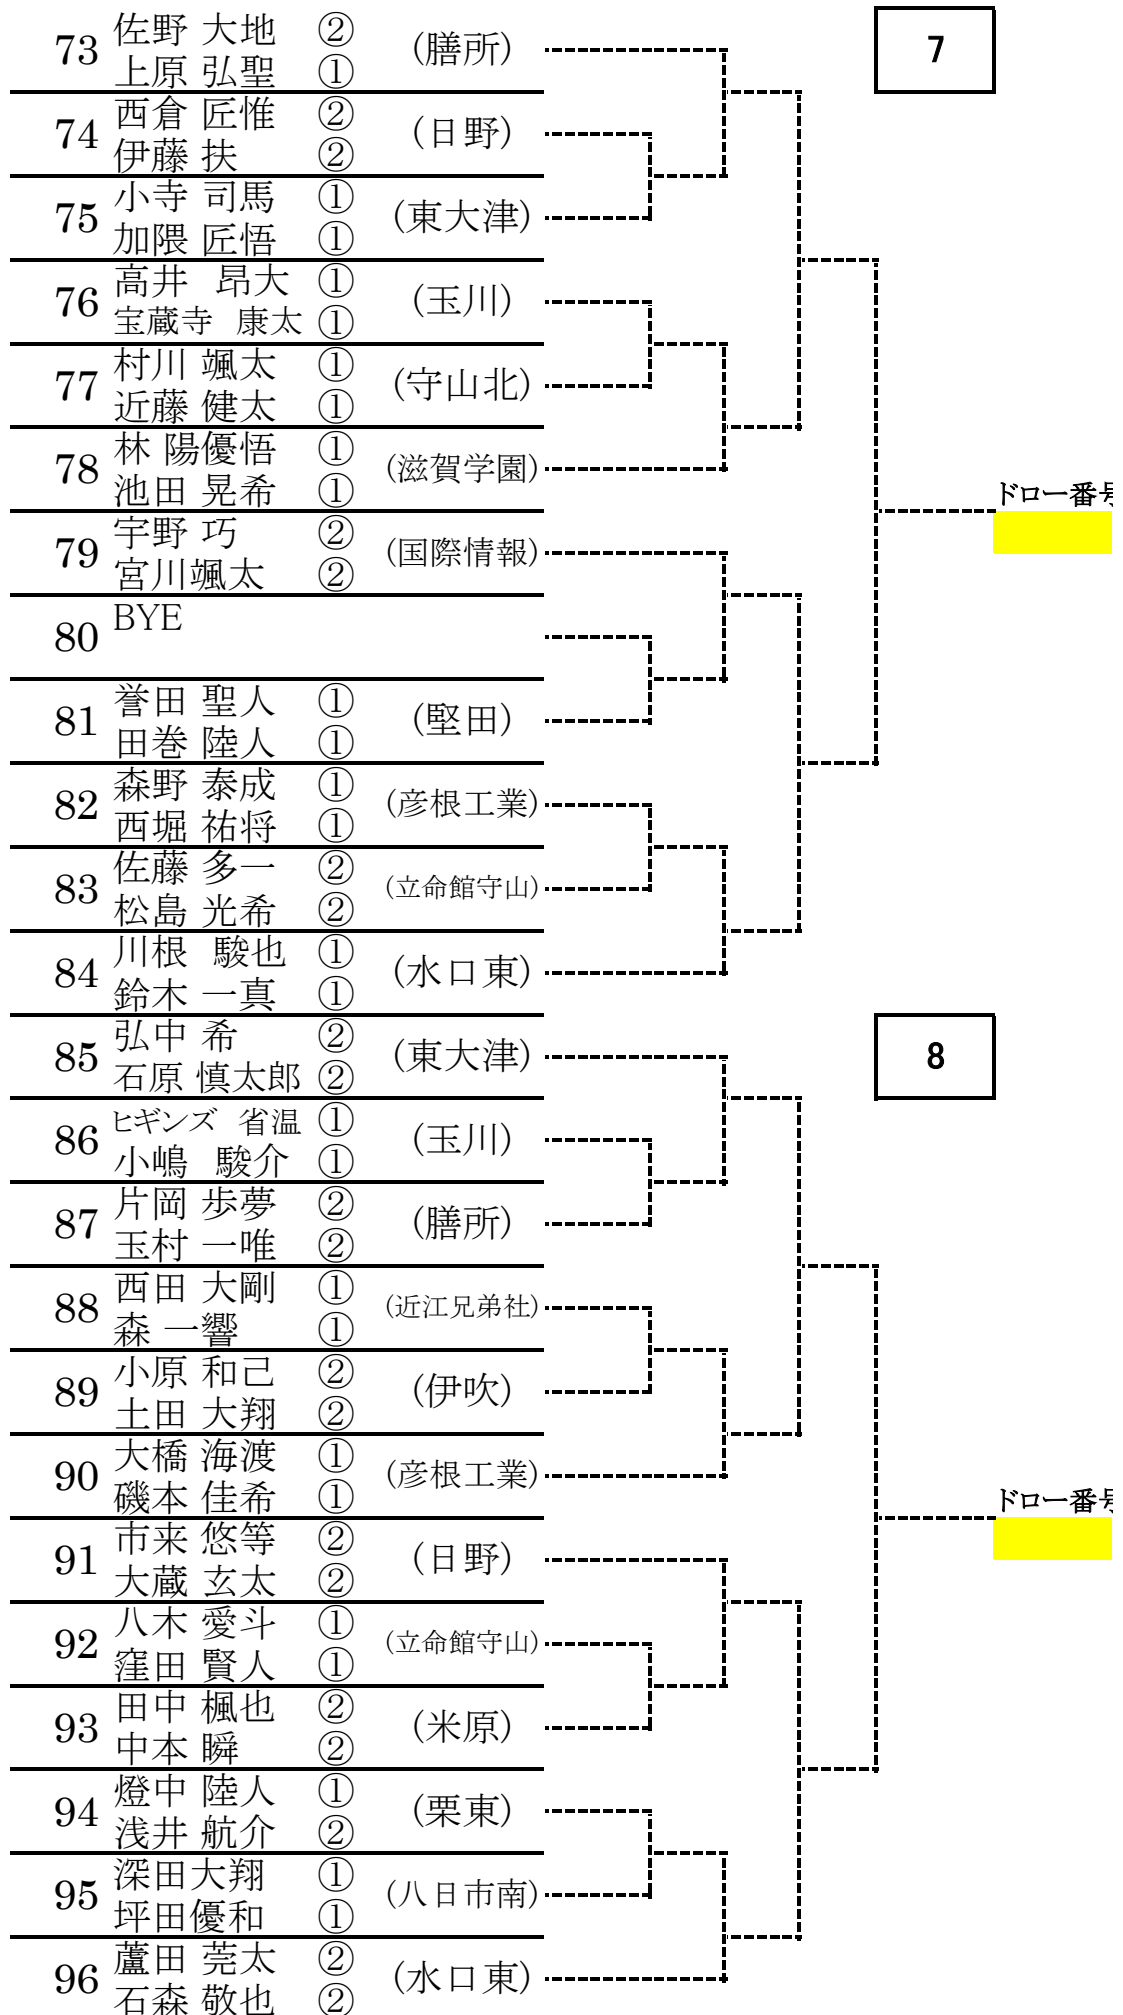 7
73 佐野 大地 ② (膳所)
上原 弘聖 ①
74 西倉 匠惟 ② (日野)
伊藤 扶 ②
75 小寺 司馬 ① (東大津)
加隈 匠悟 ①
76 高井 昂大 ① (玉川)
宝蔵寺 康太 ①
77 村川 颯太 ① (守山北)
近藤 健太 ①
78 林 陽優悟 ① (滋賀学園)
池田 晃希 ①
ドロー番号
79 宇野 巧 ② (国際情報)
宮川颯太 ②
80 BYE
81 誉田 聖人 ① (堅田)
田巻 陸人 ①
82 森野 泰成 ① (彦根工業)
西堀 祐将 ①
83 佐藤 多一 ② (立命館守山)
松島 光希 ②
84 川根 駿也 ① (水口東)
鈴木 一真 ①
8
85 弘中 希 ② (東大津)
石原 慎太郎 ②
86 ヒギンズ 省温 ① (玉川)
小嶋 駿介 ①
87 片岡 歩夢 ② (膳所)
玉村 一唯 ②
88 西田 大剛 ① (近江兄弟社)
森 一響 ①
89 小原 和己 ② (伊吹)
土田 大翔 ②
90 大橋 海渡 ① (彦根工業)
磯本 佳希 ①
ドロー番号
91 市来 悠等 ② (日野)
大蔵 玄太 ②
92 八木 愛斗 ① (立命館守山)
窪田 賢人 ①
93 田中 楓也 ② (米原)
中本 瞬 ②
94 燈中 陸人 ① (栗東)
浅井 航介 ②
95 深田大翔 ① (八日市南)
坪田優和 ①
96 蘆田 莞太 ② (水口東)
石森 敬也 ②